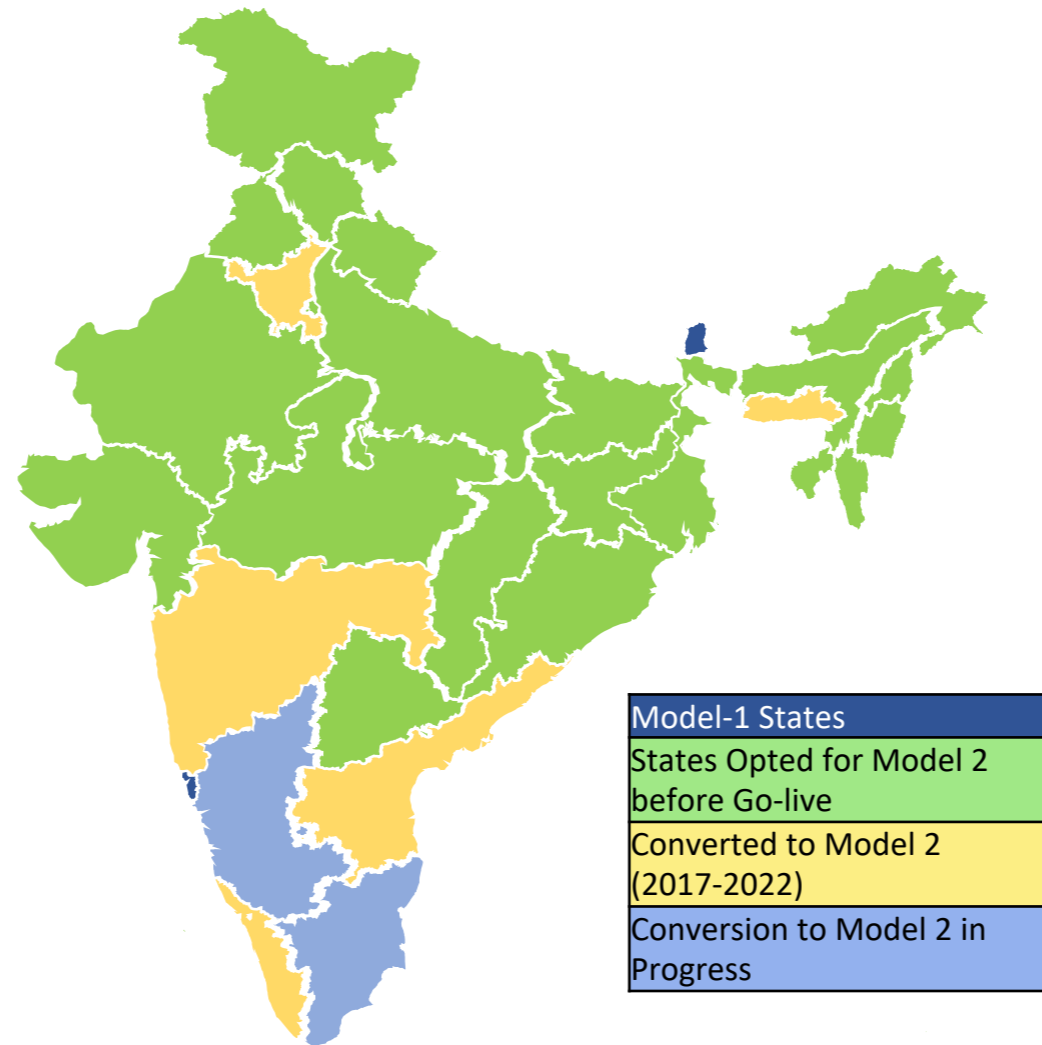 Model-1 States
States Opted for Model 2
before Go-live
Converted to Model 2
(2017-2022)
Conversion to Model 2 in
Progress